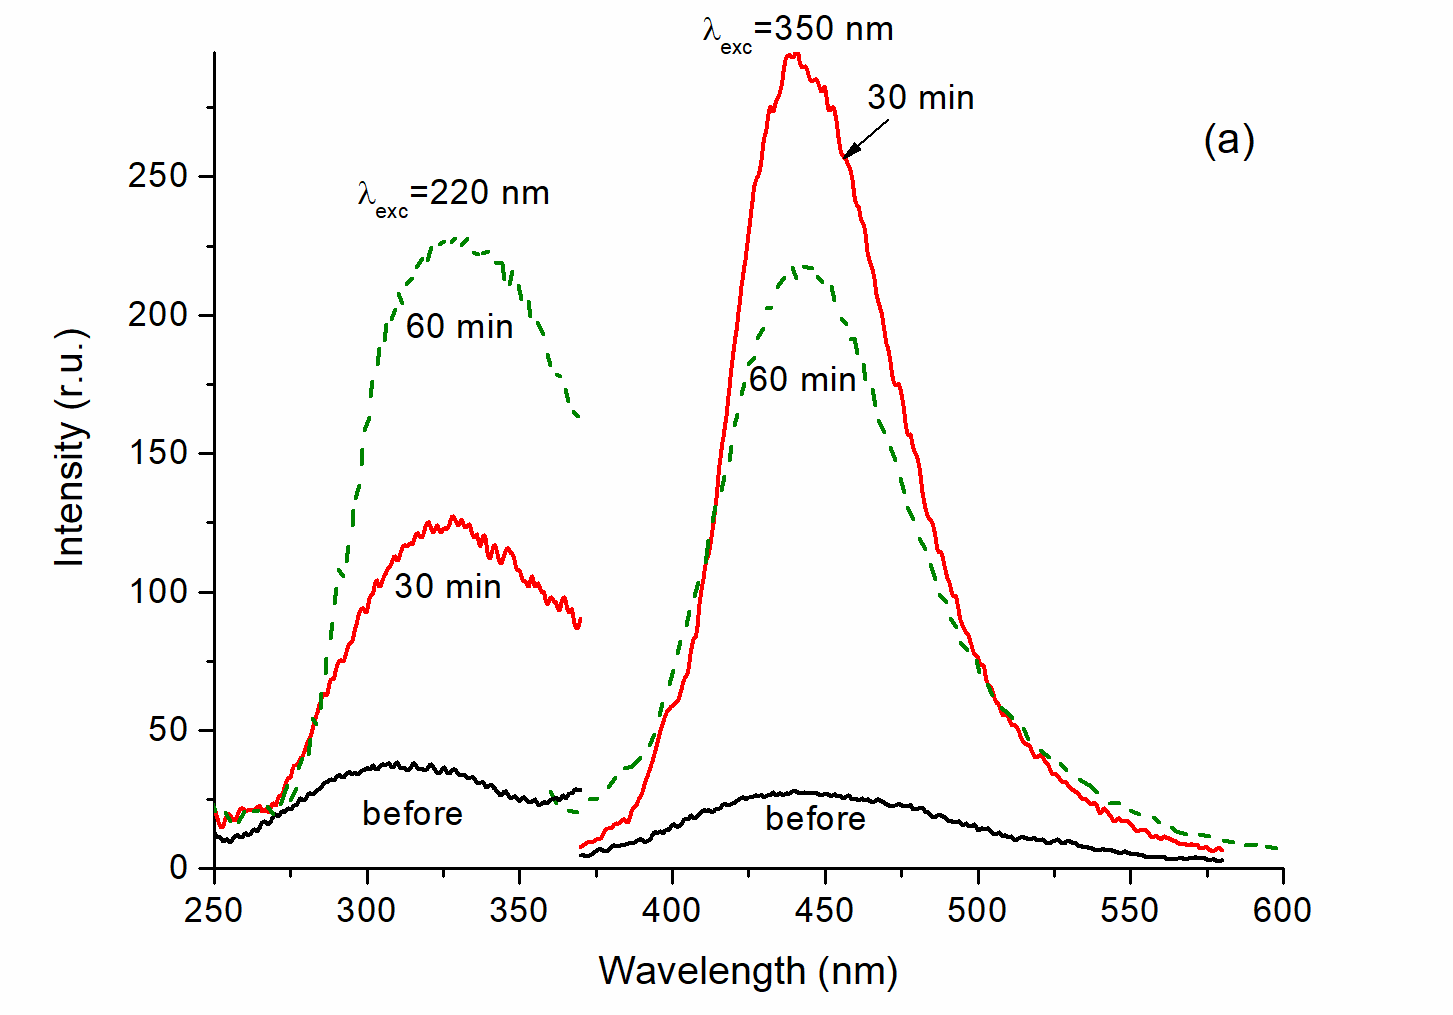 λexc=350 nm
30 min
(a)
λexc=220 nm
60 min
60 min
30 min
before
before
250
200
150
100
50
0
250 300 350 400 450 500 550 600
Intensity (r.u.)
Wavelength (nm)